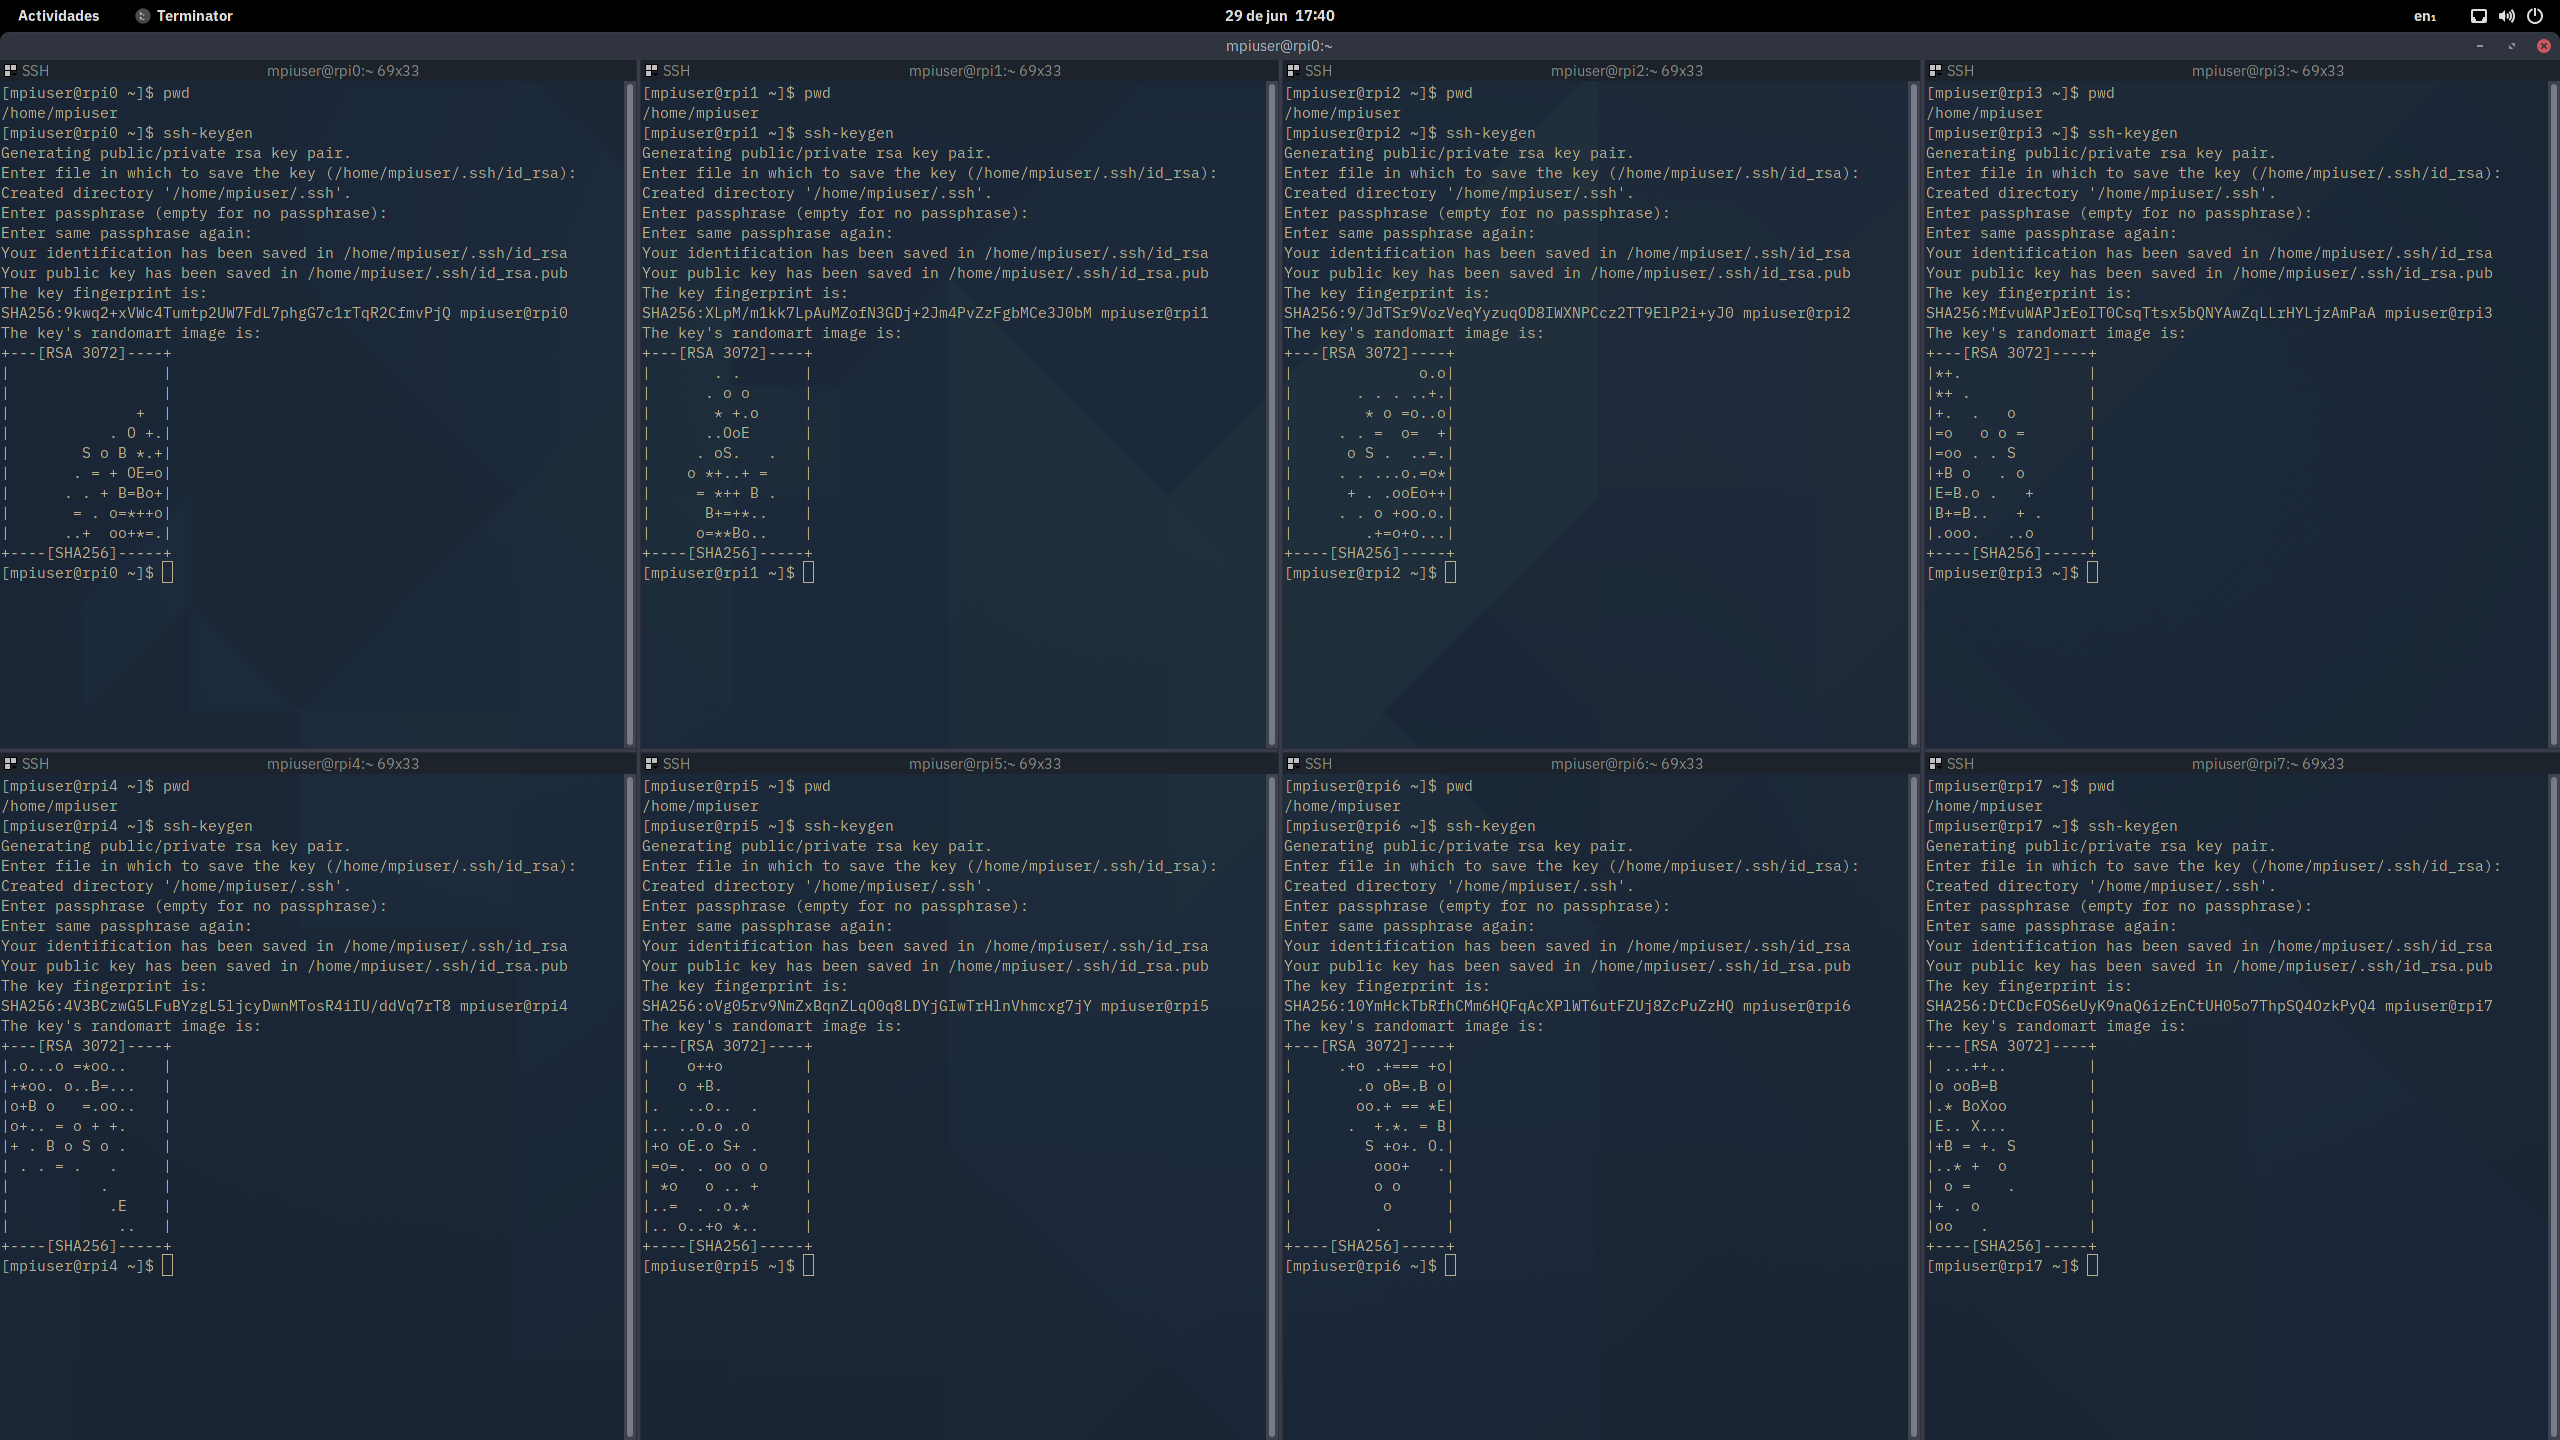 Actividades
Terminator
29 de jun 17:40
en₁
mpiuser@rpi0:~
SSH
mpiuser@rpi0:~ 69x33
[mpiuser@rpi0 ~]$ pwd
/home/mpiuser
[mpiuser@rpi0 ~]$ ssh-keygen
Generating public/private rsa key pair.
Enter file in which to save the key (/home/mpiuser/.ssh/id_rsa):
Created directory '/home/mpiuser/.ssh'.
Enter passphrase (empty for no passphrase):
Enter same passphrase again:
Your identification has been saved in /home/mpiuser/.ssh/id_rsa
Your public key has been saved in /home/mpiuser/.ssh/id_rsa.pub
The key fingerprint is:
SHA256:9kwq2+xVWc4Tumtp2UW7FdL7phgG7c1rTqR2CfmvPjQ mpiuser@rpi0
The key's randomart image is:
+---[RSA 3072]----+
|                 |
|                 |
|              +  |
|           . O +.|
|        S o B *.+|
|       . = + OE=o|
|      . . + B=Bo+|
|       = . o=*++o|
|      ..+  oo+*=.|
+----[SHA256]-----+
[mpiuser@rpi0 ~]$
SSH
mpiuser@rpi1:~ 69x33
[mpiuser@rpi1 ~]$ pwd
/home/mpiuser
[mpiuser@rpi1 ~]$ ssh-keygen
Generating public/private rsa key pair.
Enter file in which to save the key (/home/mpiuser/.ssh/id_rsa):
Created directory '/home/mpiuser/.ssh'.
Enter passphrase (empty for no passphrase):
Enter same passphrase again:
Your identification has been saved in /home/mpiuser/.ssh/id_rsa
Your public key has been saved in /home/mpiuser/.ssh/id_rsa.pub
The key fingerprint is:
SHA256:XLpM/m1kk7LpAuMZofN3GDj+2Jm4PvZzFgbMCe3J0bM mpiuser@rpi1
The key's randomart image is:
+---[RSA 3072]----+
|       . .       |
|      . o o      |
|       * +.o     |
|      ..OoE      |
|     . oS.   .   |
|    o *+..+ =    |
|     = *++ B .   |
|      B+=+*..    |
|     o=**Bo..    |
+----[SHA256]-----+
[mpiuser@rpi1 ~]$
SSH
mpiuser@rpi2:~ 69x33
[mpiuser@rpi2 ~]$ pwd
/home/mpiuser
[mpiuser@rpi2 ~]$ ssh-keygen
Generating public/private rsa key pair.
Enter file in which to save the key (/home/mpiuser/.ssh/id_rsa):
Created directory '/home/mpiuser/.ssh'.
Enter passphrase (empty for no passphrase):
Enter same passphrase again:
Your identification has been saved in /home/mpiuser/.ssh/id_rsa
Your public key has been saved in /home/mpiuser/.ssh/id_rsa.pub
The key fingerprint is:
SHA256:9/JdTSr9VozVeqYyzuqOD8IWXNPCcz2TT9ElP2i+yJ0 mpiuser@rpi2
The key's randomart image is:
+---[RSA 3072]----+
|              o.o|
|       . . . ..+.|
|        * o =o..o|
|     . . =  o=  +|
|      o S .  ..=.|
|     . . ...o.=o*|
|      + . .ooEo++|
|     . . o +oo.o.|
|        .+=o+o...|
+----[SHA256]-----+
[mpiuser@rpi2 ~]$
SSH
mpiuser@rpi3:~ 69x33
[mpiuser@rpi3 ~]$ pwd
/home/mpiuser
[mpiuser@rpi3 ~]$ ssh-keygen
Generating public/private rsa key pair.
Enter file in which to save the key (/home/mpiuser/.ssh/id_rsa):
Created directory '/home/mpiuser/.ssh'.
Enter passphrase (empty for no passphrase):
Enter same passphrase again:
Your identification has been saved in /home/mpiuser/.ssh/id_rsa
Your public key has been saved in /home/mpiuser/.ssh/id_rsa.pub
The key fingerprint is:
SHA256:MfvuWAPJrEoIT0CsqTtsx5bQNYAwZqLLrHYLjzAmPaA mpiuser@rpi3
The key's randomart image is:
+---[RSA 3072]----+
|*+.              |
|*+ .             |
|+.  .   o        |
|=o   o o =       |
|=oo . . S        |
|+B o   . o       |
|E=B.o .   +      |
|B+=B..   + .     |
|.ooo.   ..o      |
+----[SHA256]-----+
[mpiuser@rpi3 ~]$
SSH
mpiuser@rpi4:~ 69x33
[mpiuser@rpi4 ~]$ pwd
/home/mpiuser
[mpiuser@rpi4 ~]$ ssh-keygen
Generating public/private rsa key pair.
Enter file in which to save the key (/home/mpiuser/.ssh/id_rsa):
Created directory '/home/mpiuser/.ssh'.
Enter passphrase (empty for no passphrase):
Enter same passphrase again:
Your identification has been saved in /home/mpiuser/.ssh/id_rsa
Your public key has been saved in /home/mpiuser/.ssh/id_rsa.pub
The key fingerprint is:
SHA256:4V3BCzwG5LFuBYzgL5ljcyDwnMTosR4iIU/ddVq7rT8 mpiuser@rpi4
The key's randomart image is:
+---[RSA 3072]----+
|.o...o =*oo..    |
|+*oo. o..B=...   |
|o+B o   =.oo..   |
|o+.. = o + +.    |
|+ . B o S o .    |
| . . = .   .     |
|          .      |
|           .E    |
|            ..   |
+----[SHA256]-----+
[mpiuser@rpi4 ~]$
SSH
mpiuser@rpi5:~ 69x33
[mpiuser@rpi5 ~]$ pwd
/home/mpiuser
[mpiuser@rpi5 ~]$ ssh-keygen
Generating public/private rsa key pair.
Enter file in which to save the key (/home/mpiuser/.ssh/id_rsa):
Created directory '/home/mpiuser/.ssh'.
Enter passphrase (empty for no passphrase):
Enter same passphrase again:
Your identification has been saved in /home/mpiuser/.ssh/id_rsa
Your public key has been saved in /home/mpiuser/.ssh/id_rsa.pub
The key fingerprint is:
SHA256:oVg05rv9NmZxBqnZLqO0q8LDYjGIwTrHlnVhmcxg7jY mpiuser@rpi5
The key's randomart image is:
+---[RSA 3072]----+
|    o++o         |
|   o +B.         |
|.   ..o..  .     |
|.. ..o.o .o      |
|+o oE.o S+ .     |
|=o=. . oo o o    |
| *o   o .. +     |
|..=  . .o.*      |
|.. o..+o *..     |
+----[SHA256]-----+
[mpiuser@rpi5 ~]$
SSH
mpiuser@rpi6:~ 69x33
[mpiuser@rpi6 ~]$ pwd
/home/mpiuser
[mpiuser@rpi6 ~]$ ssh-keygen
Generating public/private rsa key pair.
Enter file in which to save the key (/home/mpiuser/.ssh/id_rsa):
Created directory '/home/mpiuser/.ssh'.
Enter passphrase (empty for no passphrase):
Enter same passphrase again:
Your identification has been saved in /home/mpiuser/.ssh/id_rsa
Your public key has been saved in /home/mpiuser/.ssh/id_rsa.pub
The key fingerprint is:
SHA256:10YmHckTbRfhCMm6HQFqAcXPlWT6utFZUj8ZcPuZzHQ mpiuser@rpi6
The key's randomart image is:
+---[RSA 3072]----+
|     .+o .+=== +o|
|       .o oB=.B o|
|       oo.+ == *E|
|      .  +.*. = B|
|        S +o+. O.|
|         ooo+   .|
|         o o     |
|          o      |
|         .       |
+----[SHA256]-----+
[mpiuser@rpi6 ~]$
SSH
mpiuser@rpi7:~ 69x33
[mpiuser@rpi7 ~]$ pwd
/home/mpiuser
[mpiuser@rpi7 ~]$ ssh-keygen
Generating public/private rsa key pair.
Enter file in which to save the key (/home/mpiuser/.ssh/id_rsa):
Created directory '/home/mpiuser/.ssh'.
Enter passphrase (empty for no passphrase):
Enter same passphrase again:
Your identification has been saved in /home/mpiuser/.ssh/id_rsa
Your public key has been saved in /home/mpiuser/.ssh/id_rsa.pub
The key fingerprint is:
SHA256:DtCDcFOS6eUyK9naQ6izEnCtUH05o7ThpSQ4OzkPyQ4 mpiuser@rpi7
The key's randomart image is:
+---[RSA 3072]----+
| ...++..         |
|o ooB=B          |
|.* BoXoo         |
|E.. X...         |
|+B = +. S        |
|..* +  o         |
| o =    .        |
|+ . o            |
|oo   .           |
+----[SHA256]-----+
[mpiuser@rpi7 ~]$